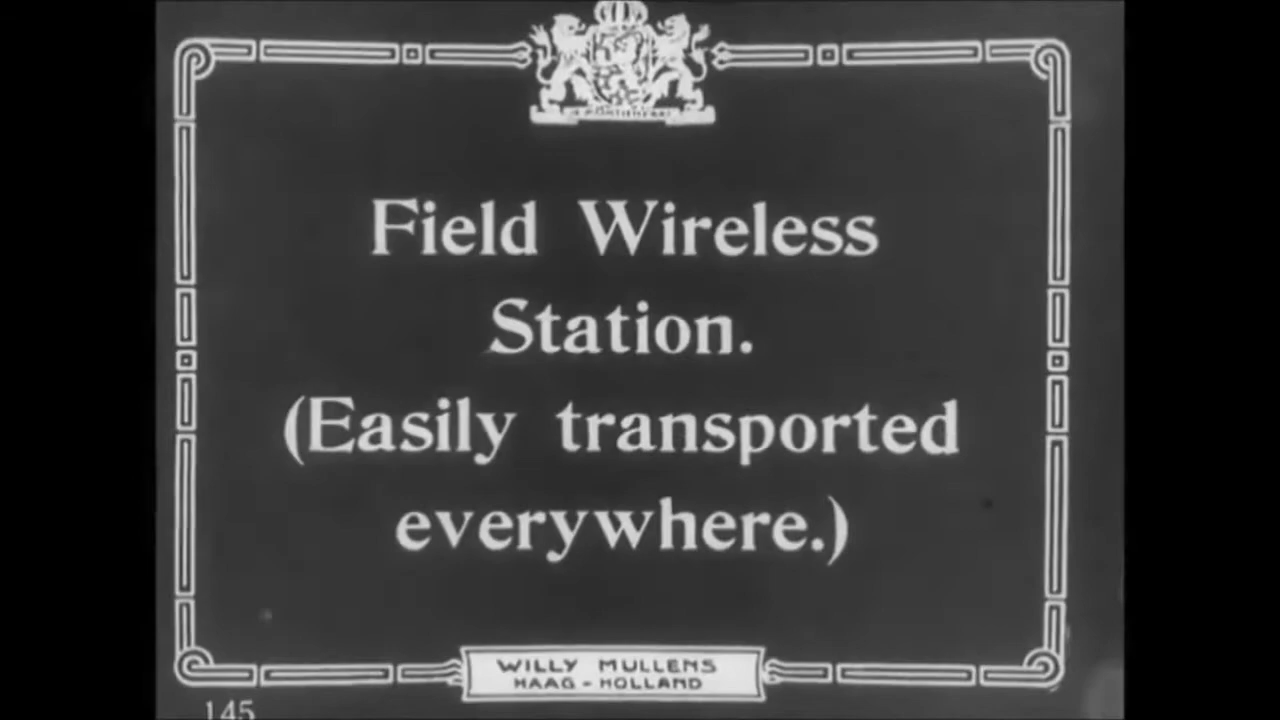 Field Wireless
Station.
(Easily transported
everywhere.)
WILLY MULLENS
HAAG - HOLLAND
145